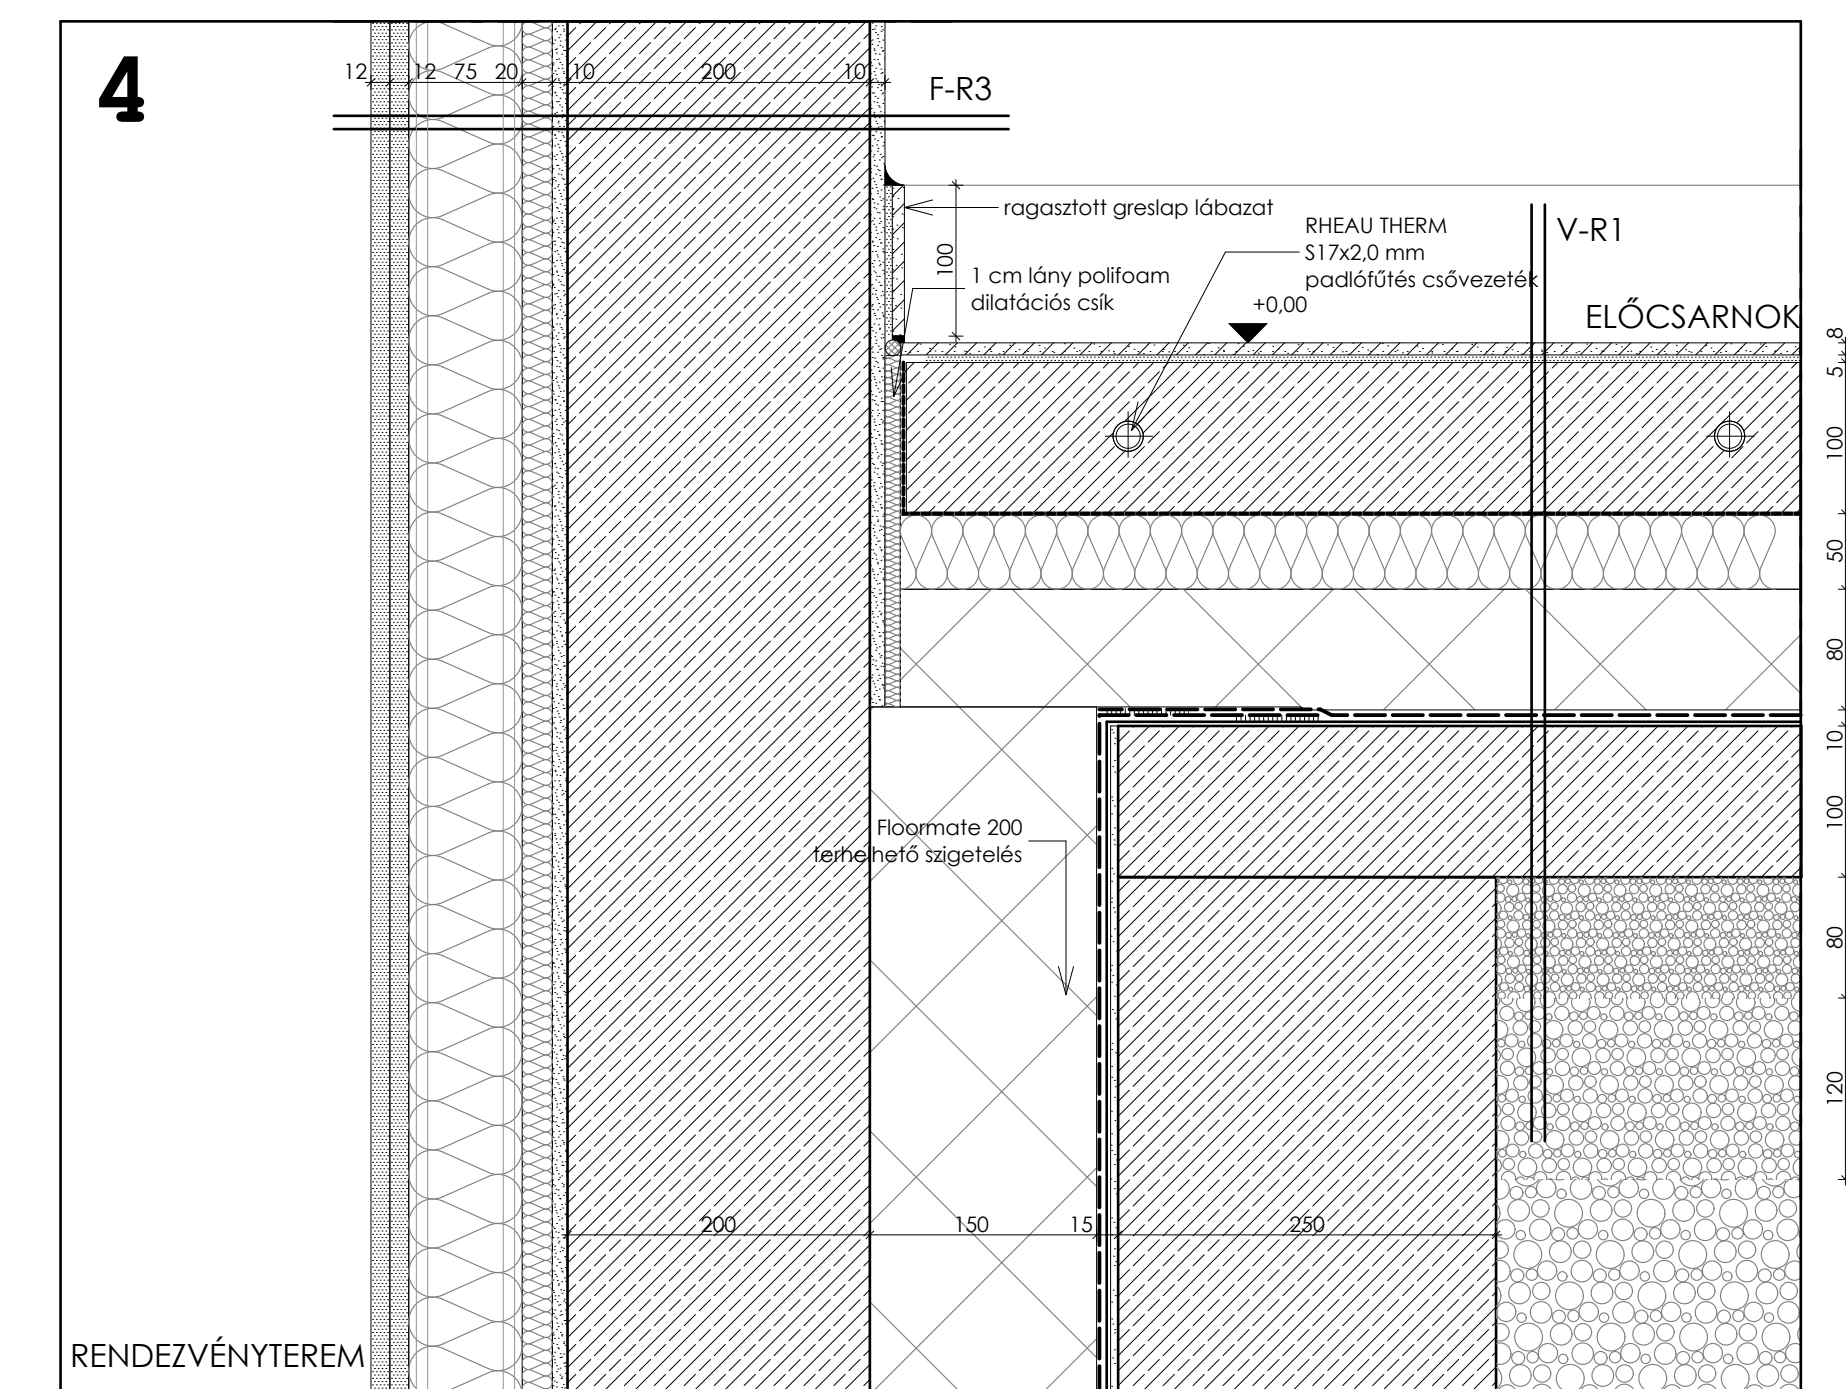 4
12 12 75 20 10 200 10
F-R3
ragasztott greslap lábazat
RHEAU THERM
S17x2,0 mm
padlófűtés csővezeték
V-R1
100
1 cm lány polifoam
dilatációs csík
+0,00
ELŐCSARNOK
8
5
100
50
80
10
100
80
120
Floormate 200
terhelhető szigetelés
200 150 15 250
RENDEZVÉNYTEREM